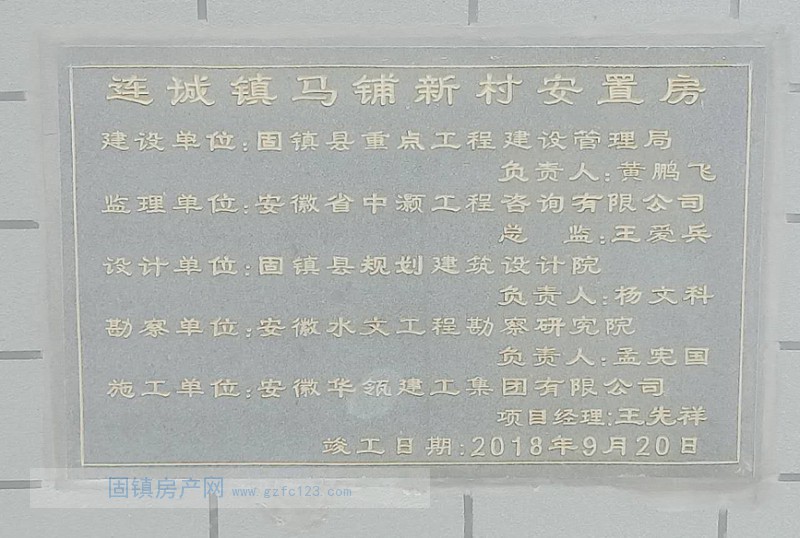 连城镇马铺新村安置房
建设单位:固镇县重点工程建设管理局
负责人:黄鹏飞
监理单位:安徽省中灏工程咨询有限公司
总 监:王爱兵
设计单位:固镇县规划建筑设计院
负责人:杨文科
勘察单位:安徽水文工程勘察研究院
负责人:孟宪国
施工单位:安徽华瓴建工集团有限公司
项目经理:王先祥
竣工日期:2018年9月20日
固镇房产网 www.gzfc123.com